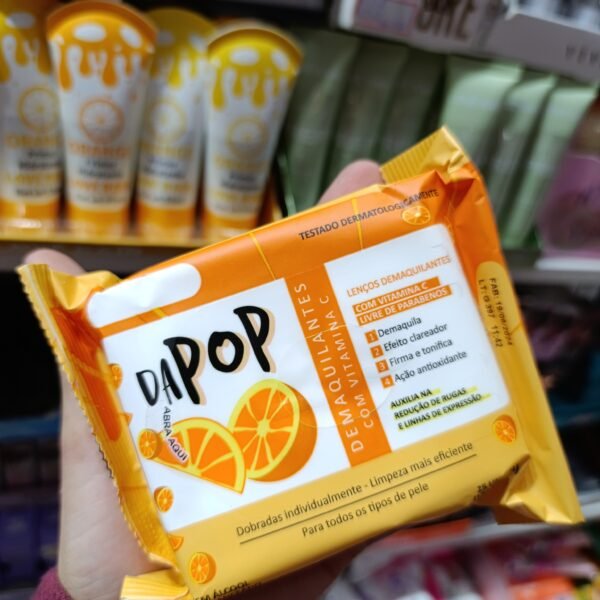 TESTADO DERMATOLOGICAMENTE
DAPOP
ABRA AQUI
DEMAQUILANTES
COM VITAMINA C
LENÇOS DEMAQUILANTES
COM VITAMINA C
LIVRE DE PARABENOS
1 Demaquila
2 Efeito clareador
3 Firma e tonifica
4 Ação antioxidante
AUXILIA NA
REDUÇÃO DE RUGAS
E LINHAS DE EXPRESSÃO
Dobradas individualmente - Limpeza mais eficiente
Para todos os tipos de pele